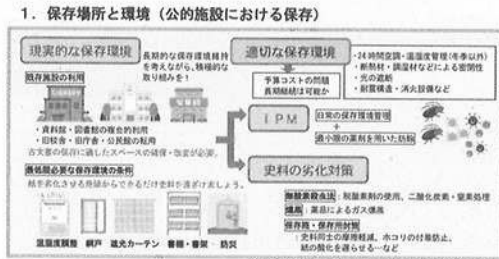 1．保存場所と環境（公的施設における保存）
現実的な保存環境
長期的な保存環境維持
を考えながら、積極的な
取り組みを！
既存施設の利用
・資料館・図書館の複合的利用
・旧校舎・旧庁舎・公民館の転用
古文書の保存に適したスペースの確保・改変が必要。
最低限必要な保存環境の条件
紙を劣化させる原因からできるだけ史料を遠ざけましょう。
温湿度調整　網戸　遮光カーテン　書棚・書架　防災
適切な保存環境
・24時間空調・温湿度管理（冬季以外）
・断熱材・調湿材などによる密閉性
・光の遮断
・耐震構造・消火設備など
予算コストの問題
長期継続は可能か
IPM
日常の保存環境管理
＋
最小限の薬剤を用いた防除
史料の劣化対策
無酸素殺虫法：脱酸素剤の使用、二酸化炭素・窒素処理
燻蒸：薬品によるガス燻蒸
保存箱・保存用封筒
：史料同士の摩擦軽減、ホコリの付着防止、
紙の酸化を遅らせる…など